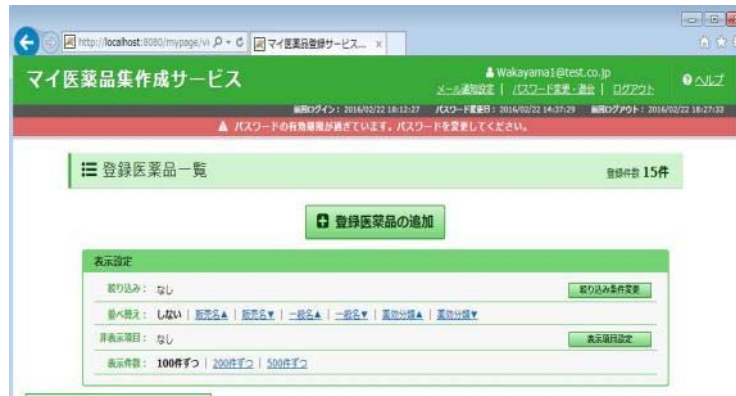 http://localhost:8080/mypage/vi
マイ医薬品登録サービス...
マイ医薬品集作成サービス
Wakayama1@test.co.jp
メール通知設定 | パスワード変更・退会 | ログアウト
ヘルプ
前回ログイン : 2016/02/22 18:12:27 パスワード変更日 : 2016/02/22 14:37:29 前回ログアウト : 2016/02/22 18:27:33
パスワードの有効期限が過ぎています。パスワードを変更してください。
登録医薬品一覧
登録件数 15件
登録医薬品の追加
表示設定
絞り込み : なし
絞り込み条件変更
並べ替え : しない | 販売名▲ | 販売名▼ | 一般名▲ | 一般名▼ | 薬効分類▲ | 薬効分類▼
非表示項目 : なし
表示項目設定
表示件数 : 100件ずつ | 200件ずつ | 500件ずつ